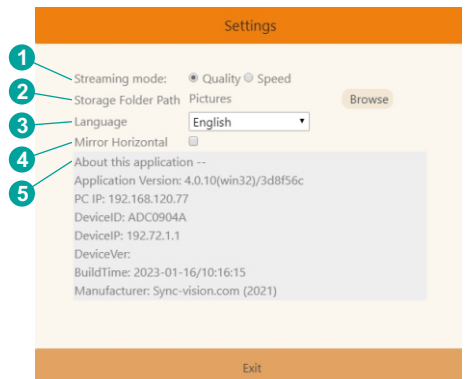 Settings
1 Streaming mode: Quality Speed
2 Storage Folder Path Pictures Browse
3 Language English
4 Mirror Horizontal
5 About this application --
Application Version: 4.0.10(win32)/3d8f56c
PC IP: 192.168.120.77
DeviceID: ADC0904A
DeviceIP: 192.72.1.1
DeviceVer:
BuildTime: 2023-01-16/10:16:15
Manufacturer: Sync-vision.com (2021)
Exit